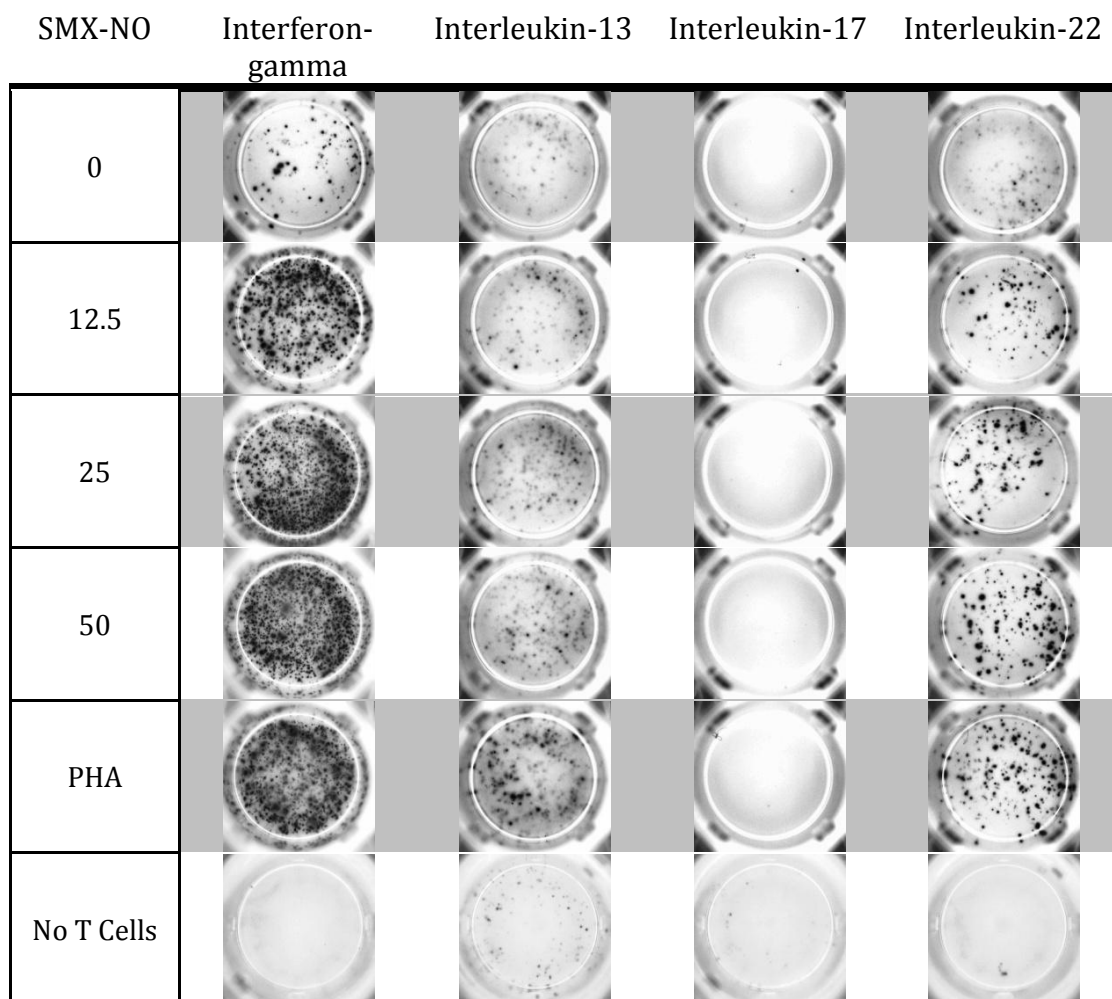 SMX-NO Interferon- Interleukin-13 Interleukin-17 Interleukin-22
gamma
0
12.5
25
50
PHA
No T Cells